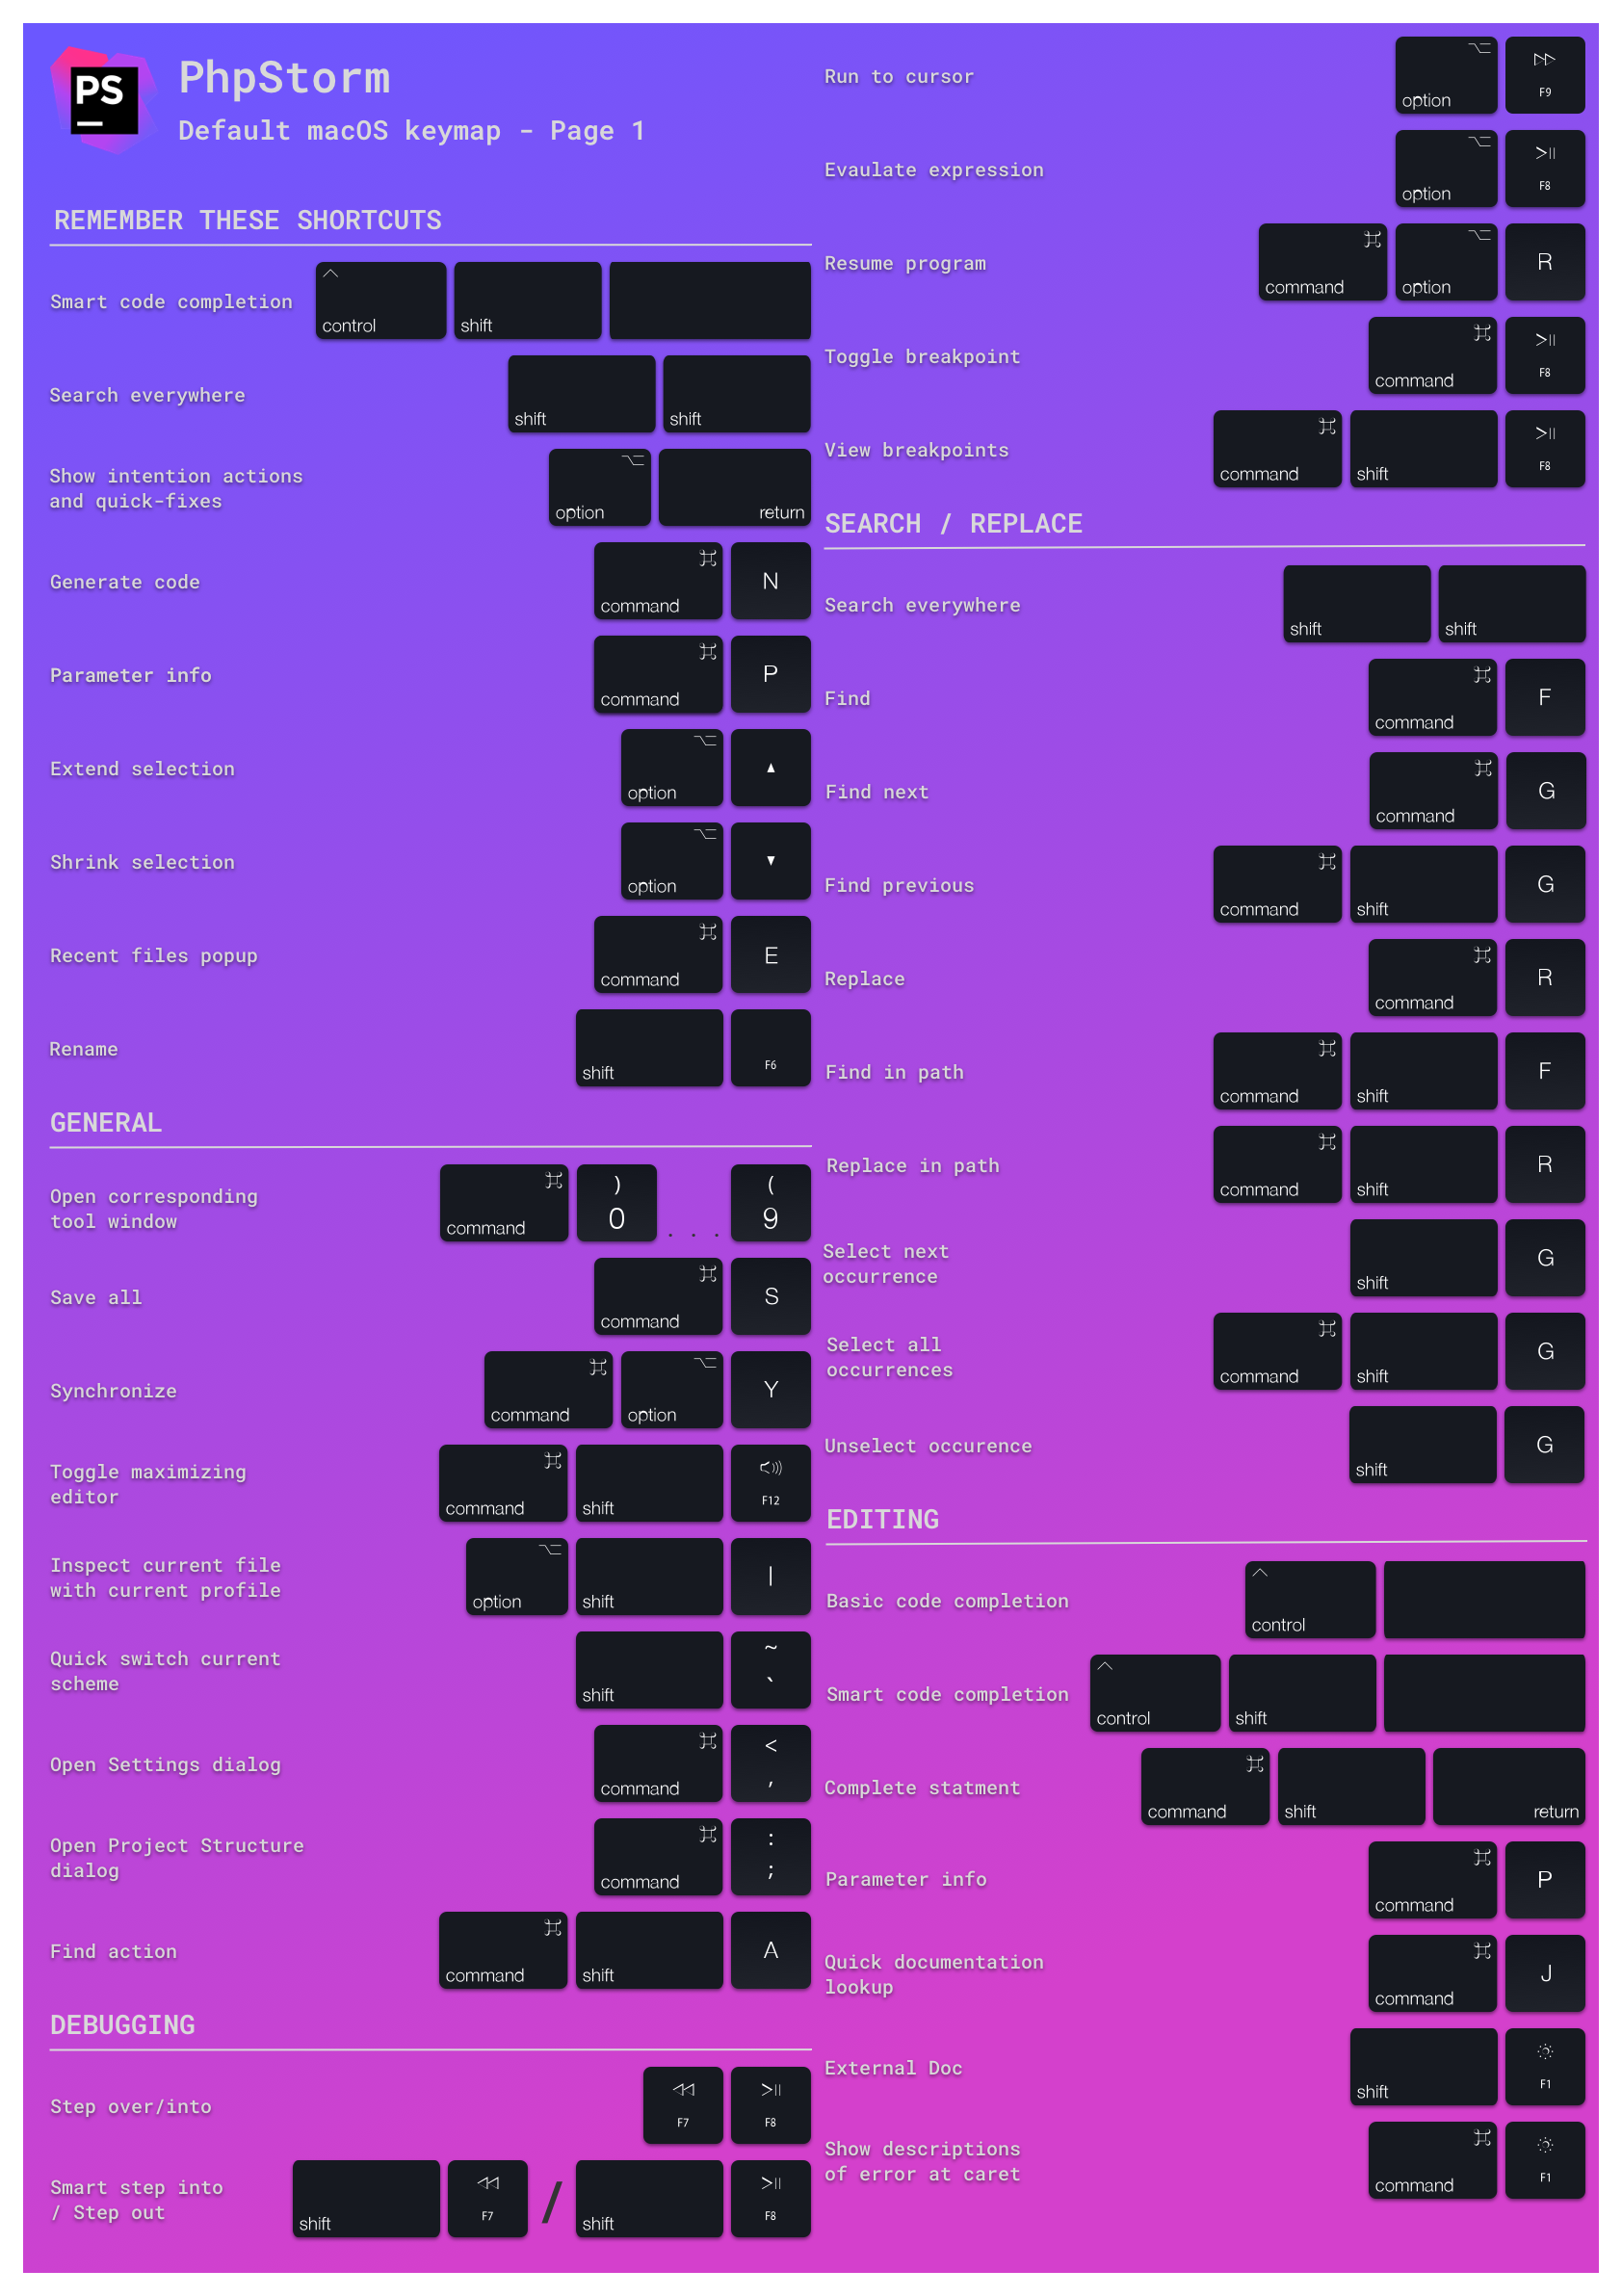 PS
PhpStorm
Default macOS keymap - Page 1
REMEMBER THESE SHORTCUTS
Smart code completion
control shift
Search everywhere
shift shift
Show intention actions
and quick-fixes
option return
Generate code
command N
Parameter info
command P
Extend selection
option
Shrink selection
option
Recent files popup
command E
Rename
shift F6
GENERAL
Open corresponding
tool window
command ) 0 . . . ( 9
Save all
command S
Synchronize
command option Y
Toggle maximizing
editor
command shift F12
Inspect current file
with current profile
option shift |
Quick switch current
scheme
shift ~ `
Open Settings dialog
command < ,
Open Project Structure
dialog
command : ;
Find action
command shift A
DEBUGGING
Step over/into
F7 F8
Smart step into
/ Step out
shift F7 / shift F8
Run to cursor
option F9
Evaulate expression
option F8
Resume program
command option R
Toggle breakpoint
command F8
View breakpoints
command shift F8
SEARCH / REPLACE
Search everywhere
shift shift
Find
command F
Find next
command G
Find previous
command shift G
Replace
command R
Find in path
command shift F
Replace in path
command shift R
Select next
occurrence
shift G
Select all
occurrences
command shift G
Unselect occurence
shift G
EDITING
Basic code completion
control
Smart code completion
control shift
Complete statment
command shift return
Parameter info
command P
Quick documentation
lookup
command J
External Doc
shift F1
Show descriptions
of error at caret
command F1